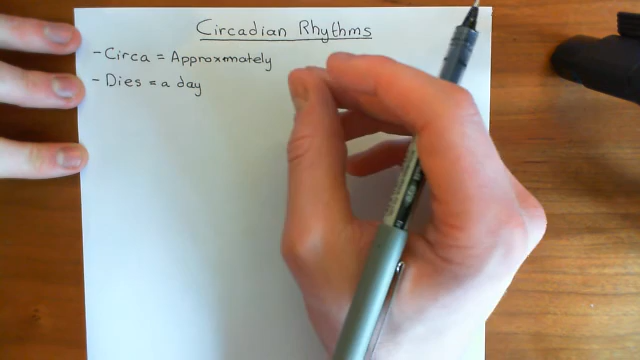 Circadian Rhythms
- Circa = Approximately
- Dies = a day